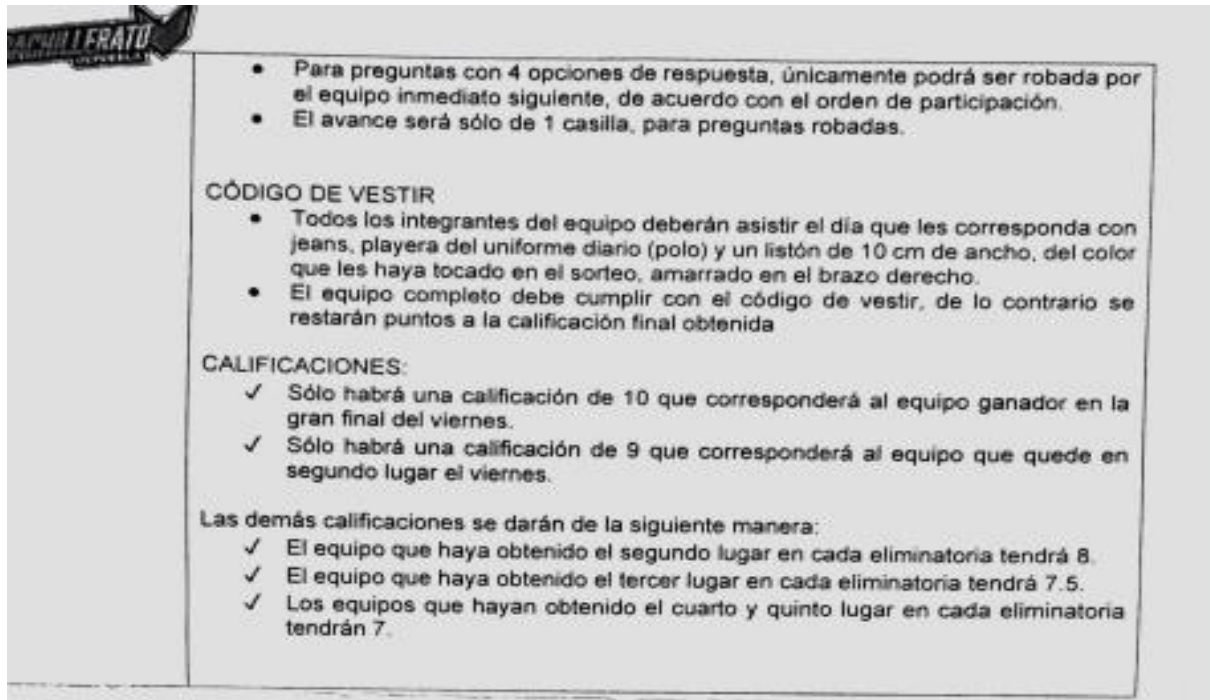 • Para preguntas con 4 opciones de respuesta, únicamente podrá ser robada por
el equipo inmediato siguiente, de acuerdo con el orden de participación.
• El avance será sólo de 1 casilla, para preguntas robadas.
CÓDIGO DE VESTIR
• Todos los integrantes del equipo deberán asistir el día que les corresponda con
jeans, playera del uniforme diario (polo) y un listón de 10 cm de ancho, del color
que les haya tocado en el sorteo, amarrado en el brazo derecho.
• El equipo completo debe cumplir con el código de vestir, de lo contrario se
restarán puntos a la calificación final obtenida
CALIFICACIONES:
✓ Sólo habrá una calificación de 10 que corresponderá al equipo ganador en la
gran final del viernes.
✓ Sólo habrá una calificación de 9 que corresponderá al equipo que quede en
segundo lugar el viernes.
Las demás calificaciones se darán de la siguiente manera:
✓ El equipo que haya obtenido el segundo lugar en cada eliminatoria tendrá 8.
✓ El equipo que haya obtenido el tercer lugar en cada eliminatoria tendrá 7.5.
✓ Los equipos que hayan obtenido el cuarto y quinto lugar en cada eliminatoria
tendrán 7.